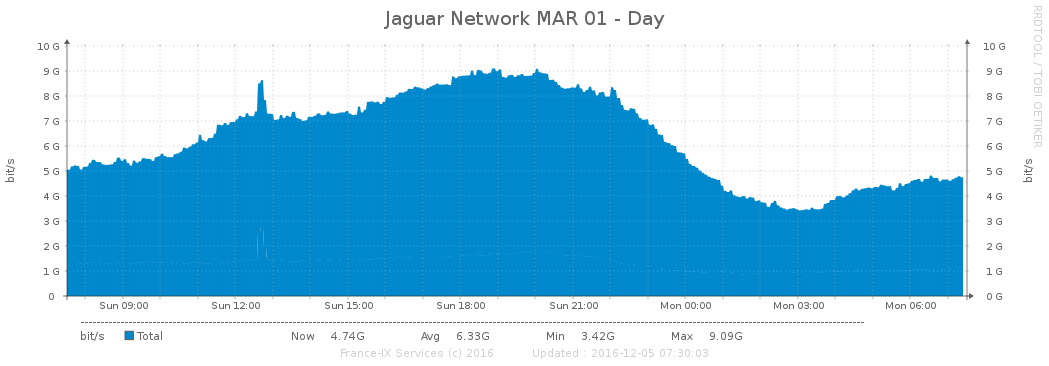 Jaguar Network MAR 01 - Day
RRDTOOL / TOBI OETIKER
10 G 10 G
9 G 9 G
8 G 8 G
7 G 7 G
6 G 6 G
5 G 5 G
4 G 4 G
3 G 3 G
2 G 2 G
1 G 1 G
0 0 G
bit/s bit/s
Sun 09:00 Sun 12:00 Sun 15:00 Sun 18:00 Sun 21:00 Mon 00:00 Mon 03:00 Mon 06:00
bit/s Total Now 4.74G Avg 6.33G Min 3.42G Max 9.09G
France-IX Services (c) 2016 Updated : 2016-12-05 07:30:03